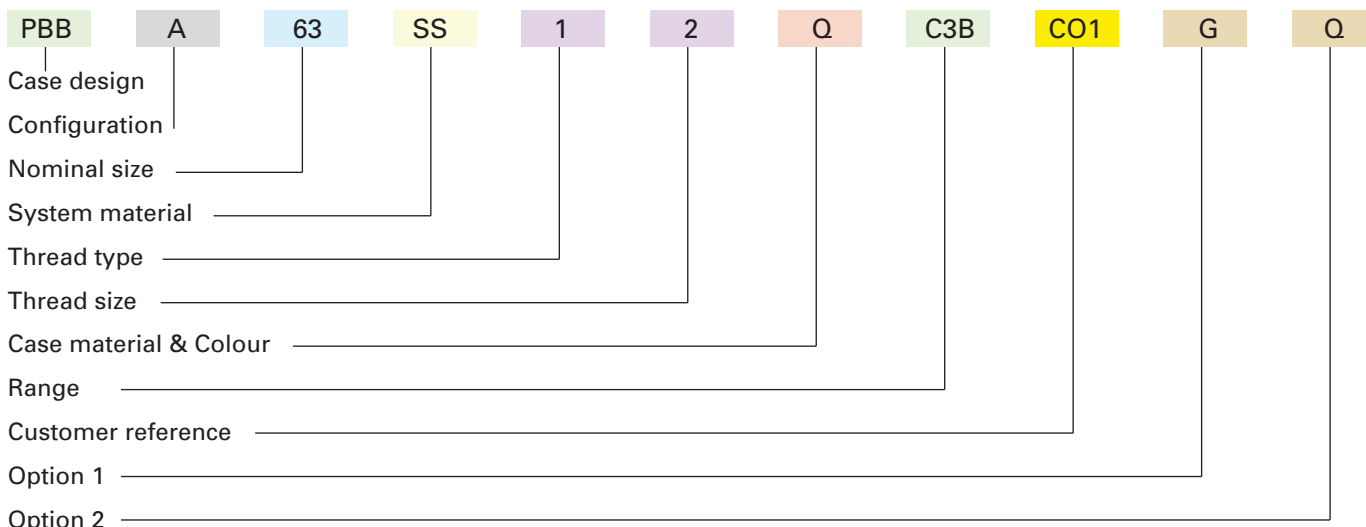 PBB A 63 SS 1 2 Q C3B CO1 G Q
Case design
Configuration
Nominal size
System material
Thread type
Thread size
Case material & Colour
Range
Customer reference
Option 1
Option 2